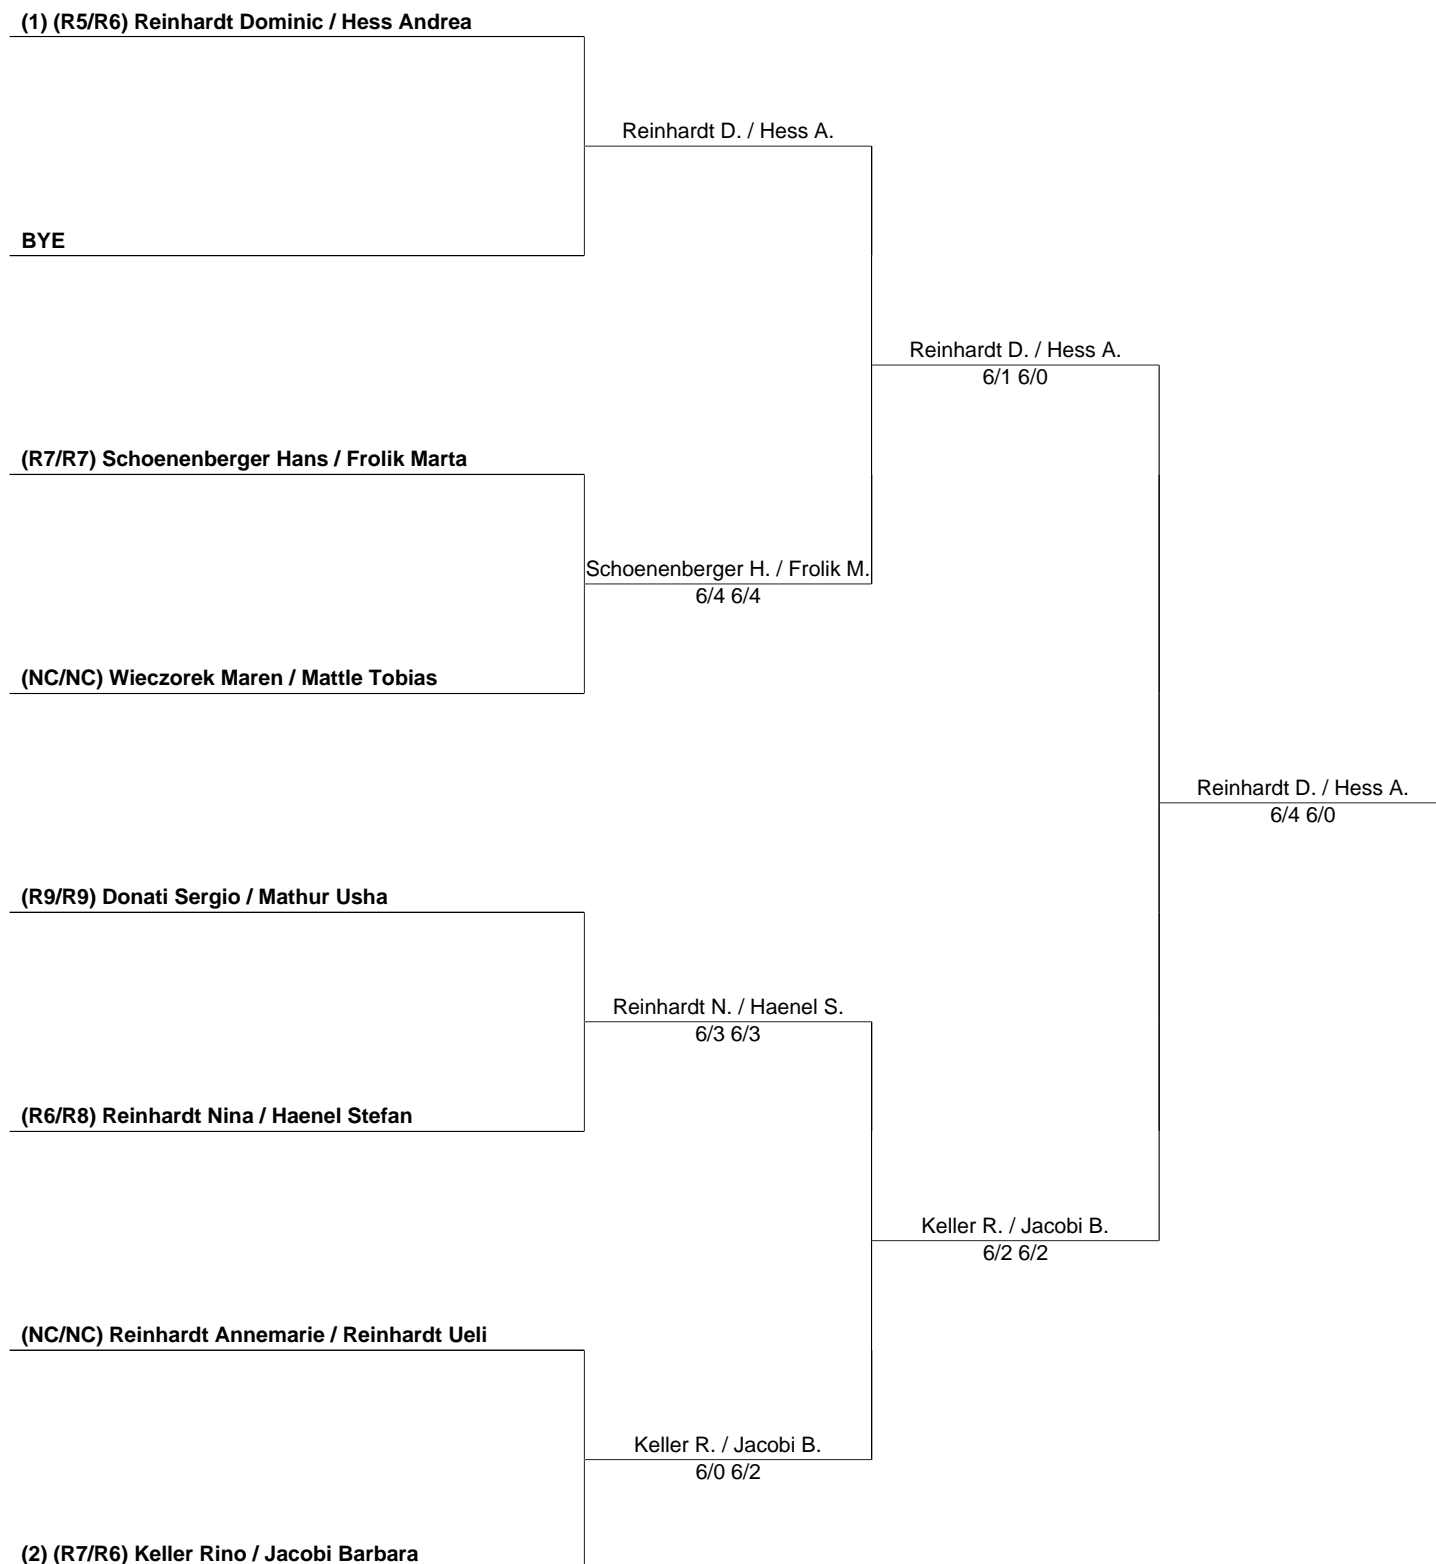 (1) (R5/R6) Reinhardt Dominic / Hess Andrea
Reinhardt D. / Hess A.
BYE
Reinhardt D. / Hess A.
6/1 6/0
(R7/R7) Schoenenberger Hans / Frolik Marta
Schoenenberger H. / Frolik M.
6/4 6/4
(NC/NC) Wieczorek Maren / Mattle Tobias
Reinhardt D. / Hess A.
6/4 6/0
(R9/R9) Donati Sergio / Mathur Usha
Reinhardt N. / Haenel S.
6/3 6/3
(R6/R8) Reinhardt Nina / Haenel Stefan
Keller R. / Jacobi B.
6/2 6/2
(NC/NC) Reinhardt Annemarie / Reinhardt Ueli
Keller R. / Jacobi B.
6/0 6/2
(2) (R7/R6) Keller Rino / Jacobi Barbara